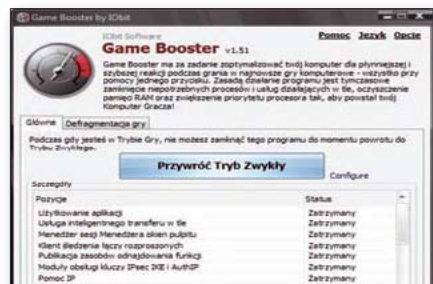 Game Booster by IObit
IObit Software
Pomoc Jezyk Opcje
Game Booster v1.51
Game Booster ma za zadanie zoptymalizować twój komputer dla płynniejszej i
szybszej reakcji podczas grania w najnowsze gry komputerowe - wszystko przy
pomocy jednego przycisku. Zasadą działanie programu jest tymczasowe
zamknięcie niepotrzebnych procesów i usług działających w tle, oczyszczenie
pamięci RAM oraz zwiększenie priorytetu procesora tak, aby powstał twój
Komputer Gracza!
Główne Defragmentacja gry
Podczas gdy jesteś w Trybie Gry, nie możesz zamknąć tego programu do momentu powrotu do
Trybu Zwykłego.
Przywróć Tryb Zwykły
Configure
Szczegóły
Pozycje Status
Użytkowanie aplikacji Zatrzymany
Usługa inteligentnego transferu w tle Zatrzymany
Menedżer sesji Menedżera okien pulpitu Zatrzymany
Klient śledzenia łączy rozproszonych Zatrzymany
Publikacja zasobów odnajdowania funkcji Zatrzymany
Moduły obsługi kluczy IPsec IKE i AuthIP Zatrzymany
Pomoc IP Zatrzymany